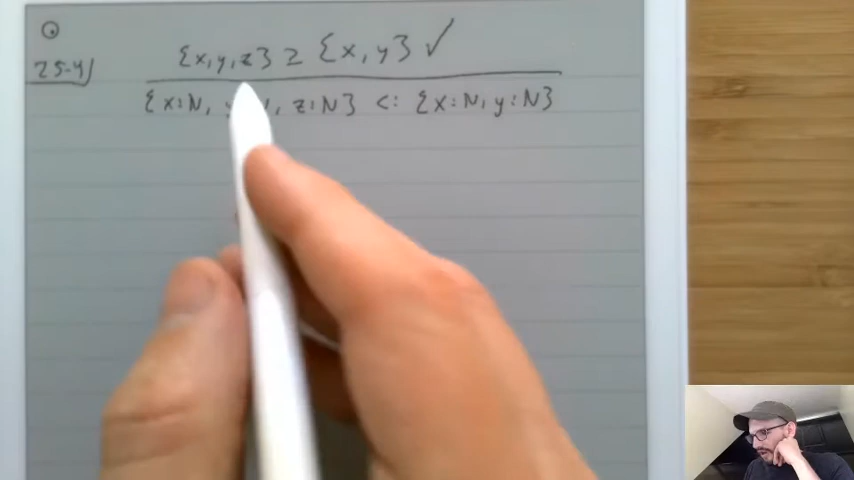 {x,y,z} ⊇ {x,y} ✓
25-4
{x:N, , z:N} <: {x:N, y:N}